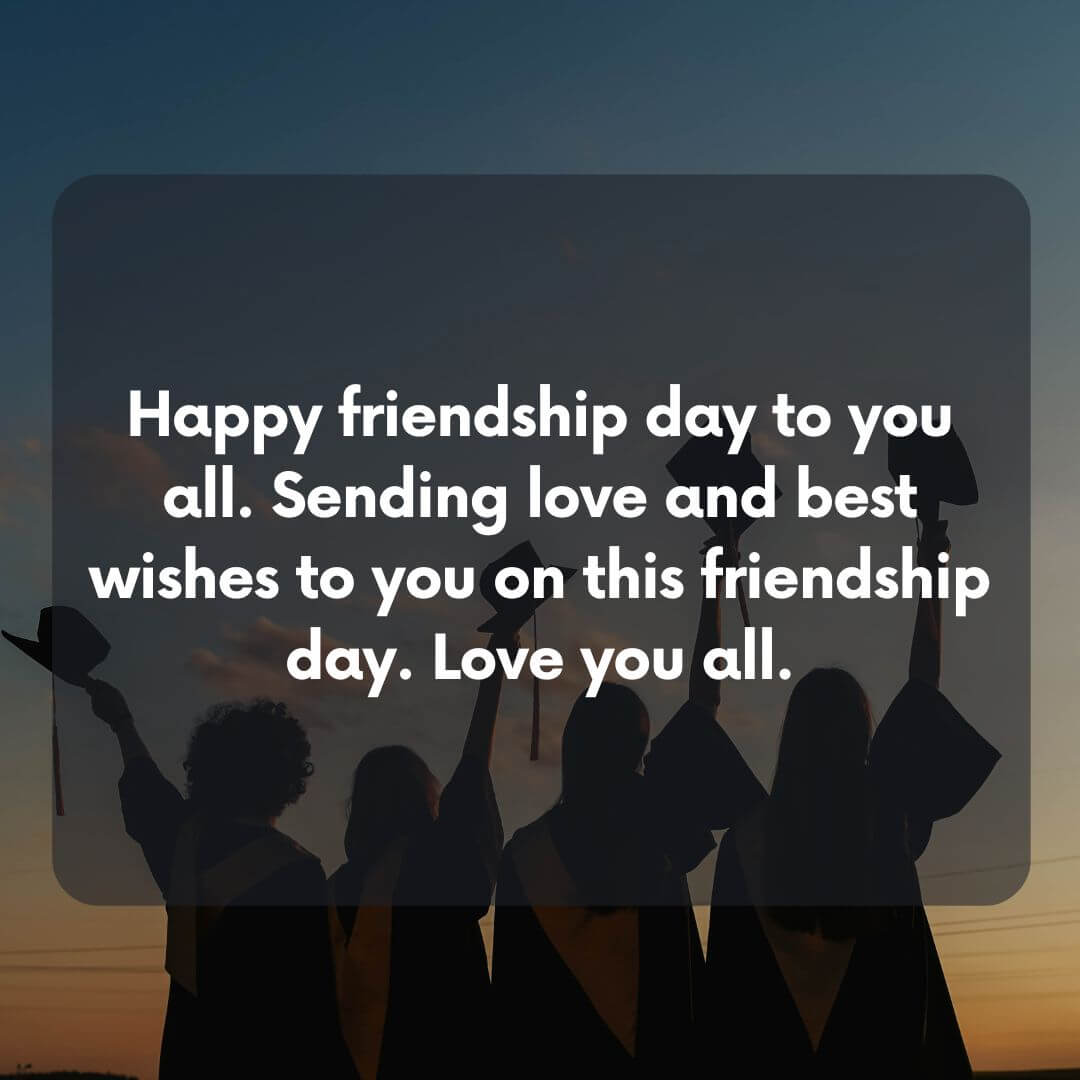 Happy friendship day to you
all. Sending love and best
wishes to you on this friendship
day. Love you all.